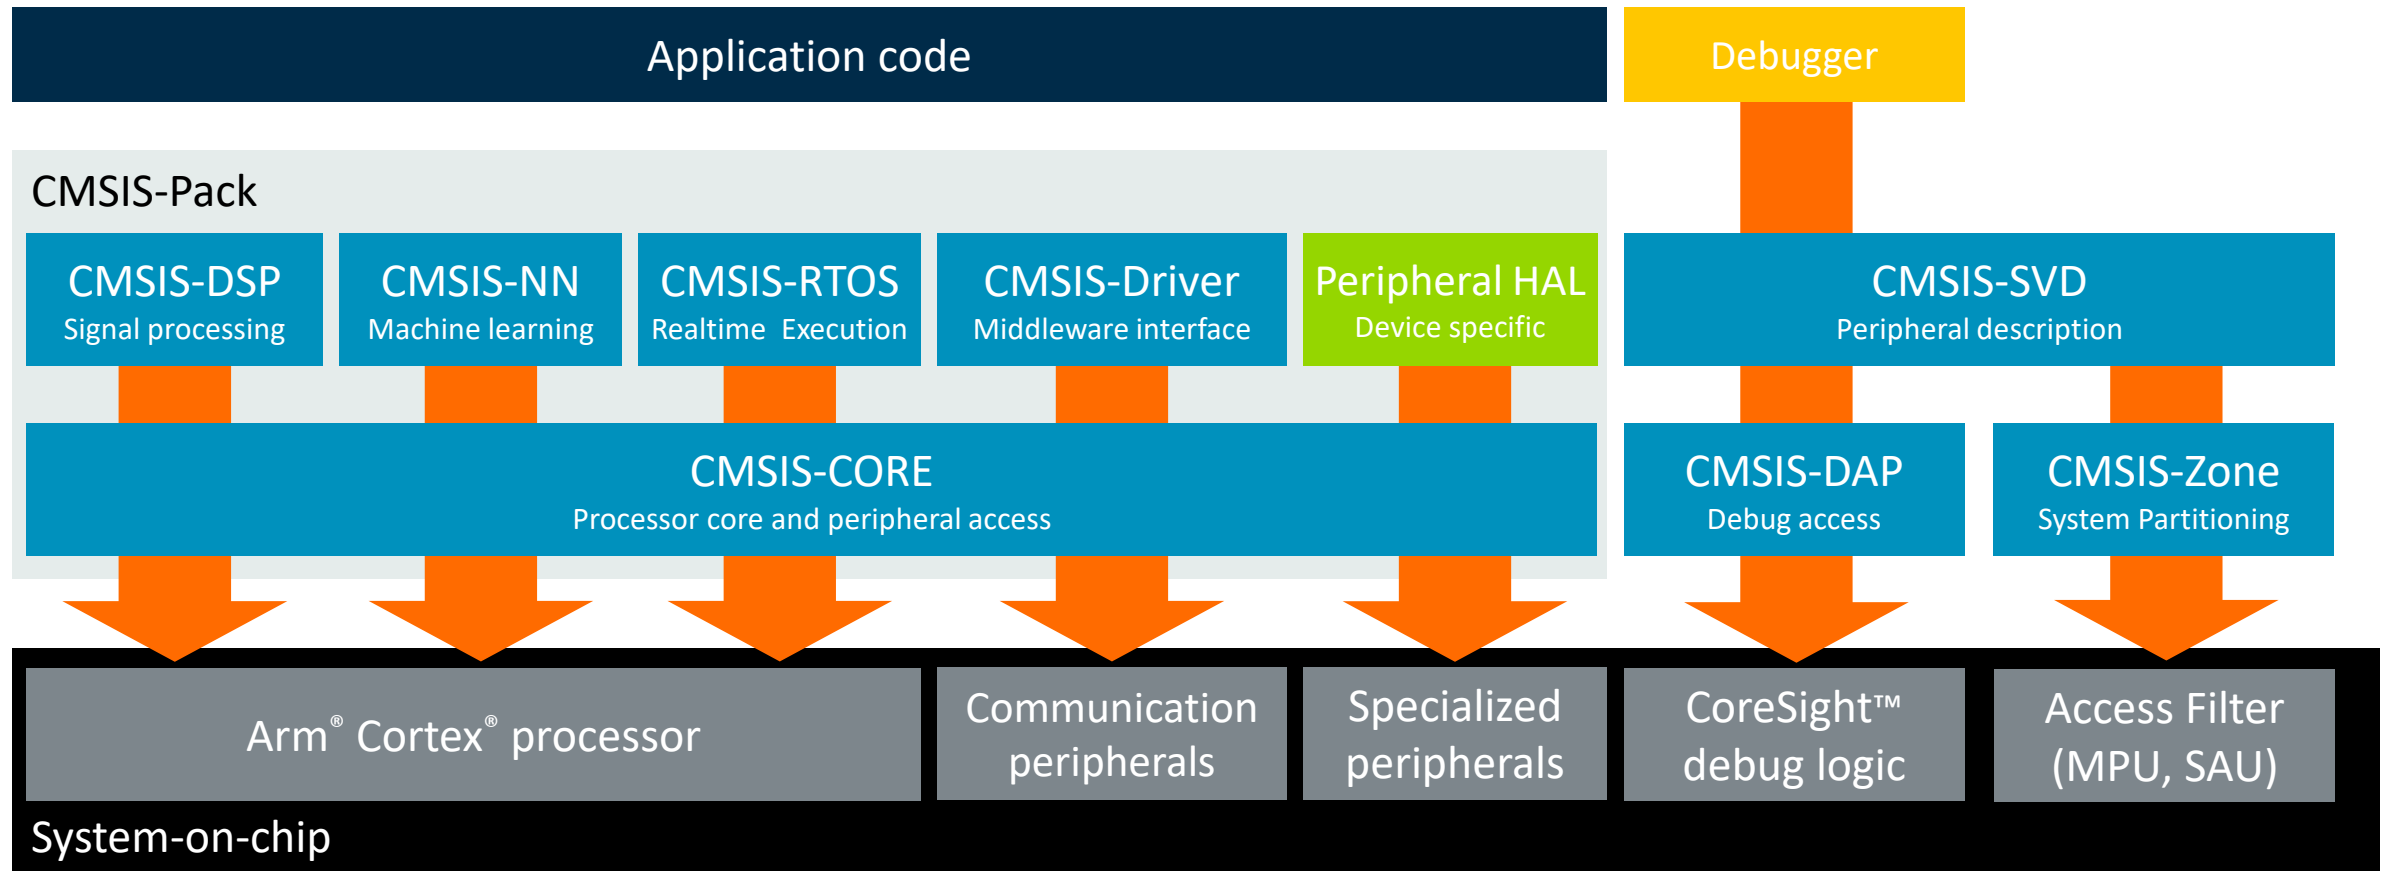 Application code
Debugger
CMSIS-Pack
CMSIS-DSP
Signal processing
CMSIS-NN
Machine learning
CMSIS-RTOS
Realtime Execution
CMSIS-Driver
Middleware interface
Peripheral HAL
Device specific
CMSIS-SVD
Peripheral description
CMSIS-CORE
Processor core and peripheral access
CMSIS-DAP
Debug access
CMSIS-Zone
System Partitioning
Arm® Cortex® processor
Communication
peripherals
Specialized
peripherals
CoreSight™
debug logic
Access Filter
(MPU, SAU)
System-on-chip